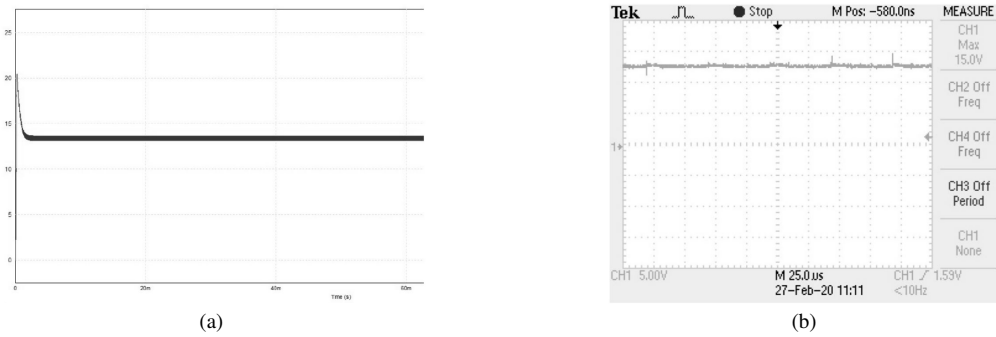 25
20
15
10
5
0
0
20m
40m
60m
Time (s)
(a)
Tek
Stop
M Pos: -580.0ns
MEASURE
CH1
Max
15.0V
CH2 Off
Freq
CH4 Off
Freq
CH3 Off
Period
CH1
None
1
CH1 5.00V
M 25.0us
CH1 1.59V
27-Feb-20 11:11
<10Hz
(b)